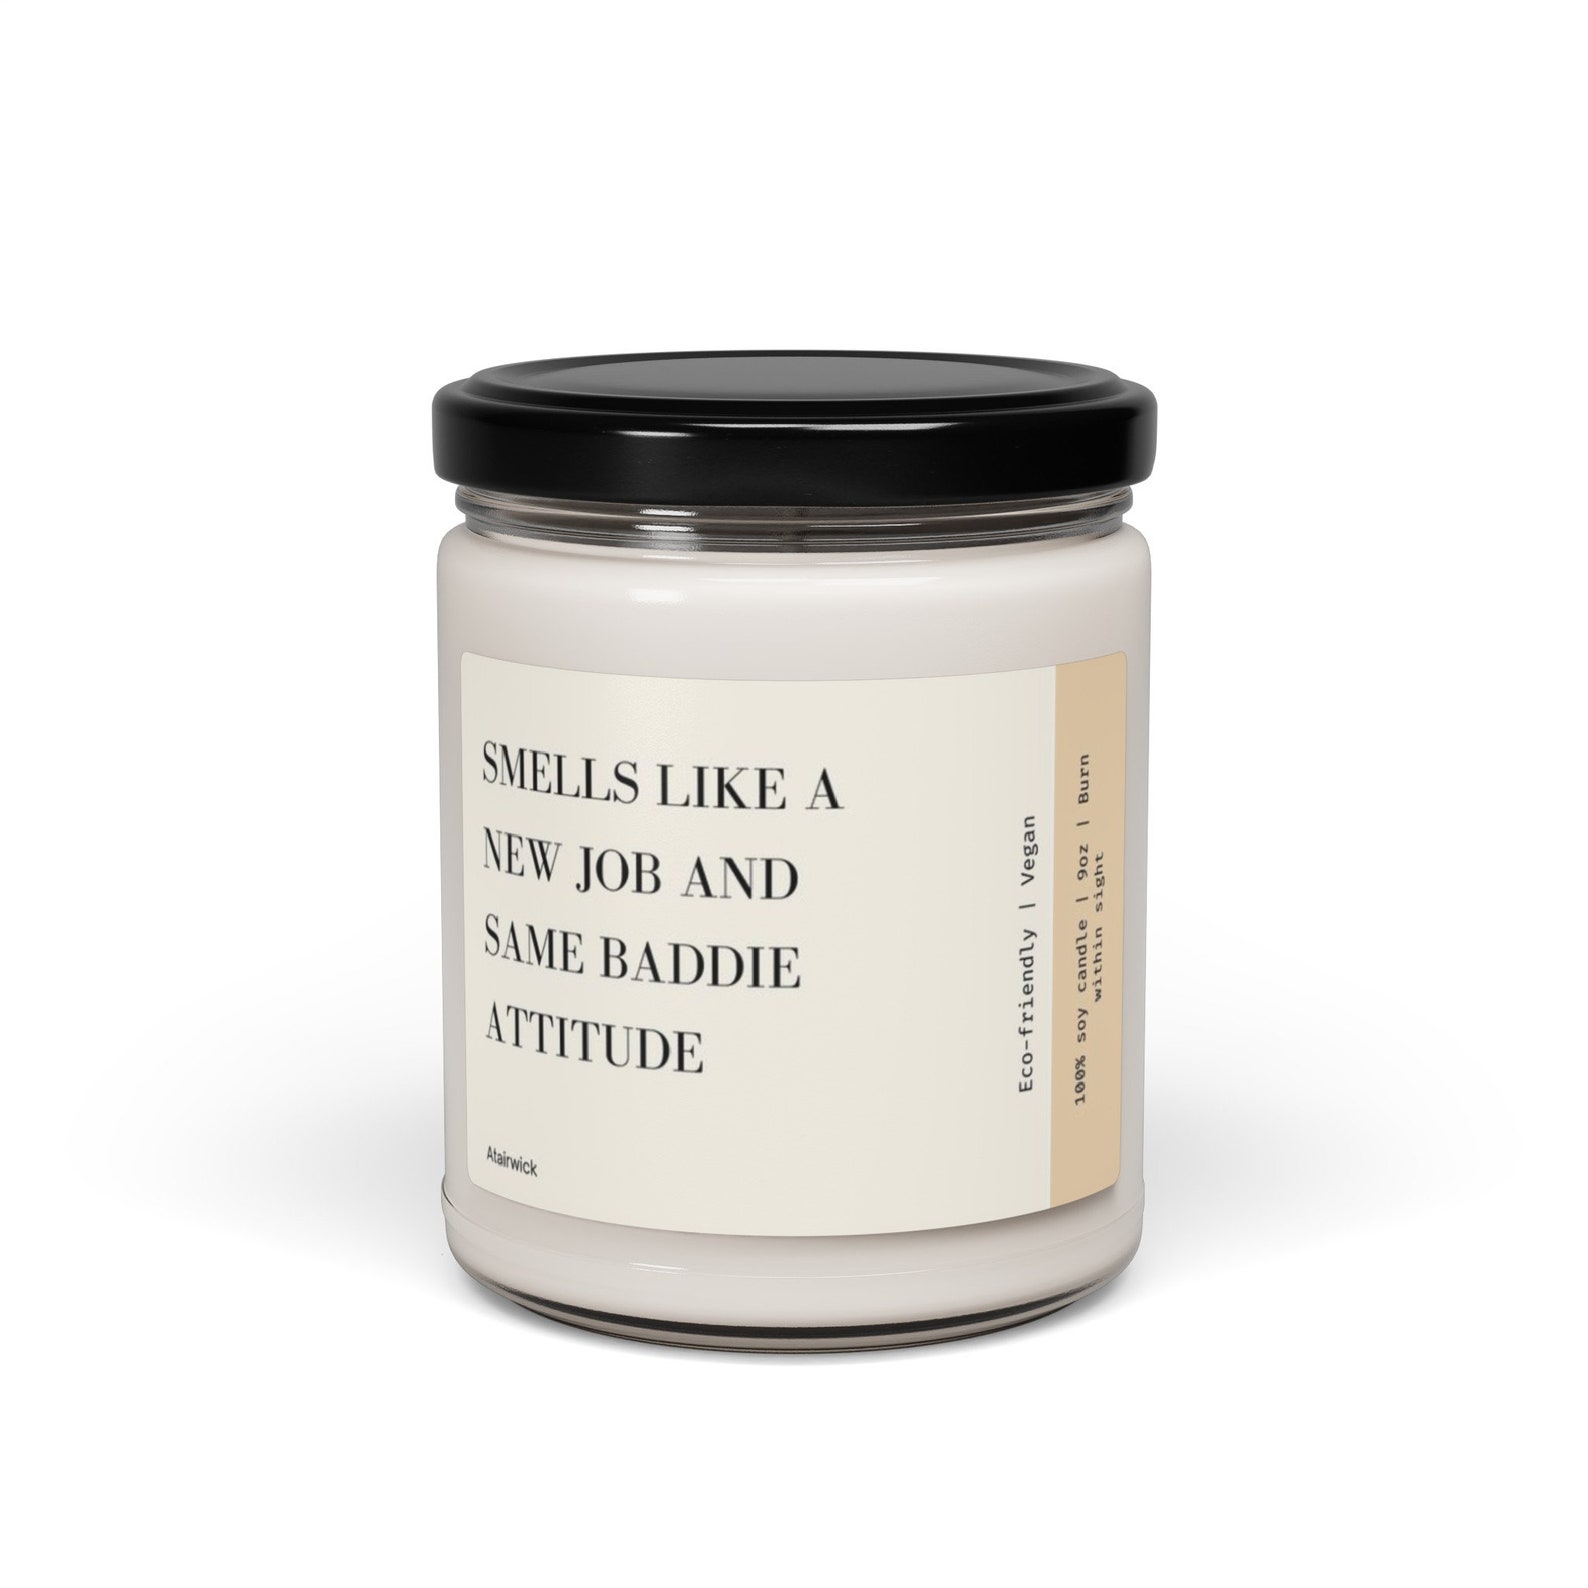 SMELLS LIKE A
NEW JOB AND
SAME BADDIE
ATTITUDE
Atairwick
Eco-friendly | Vegan
100% soy candle | 9oz | Burn
within sight